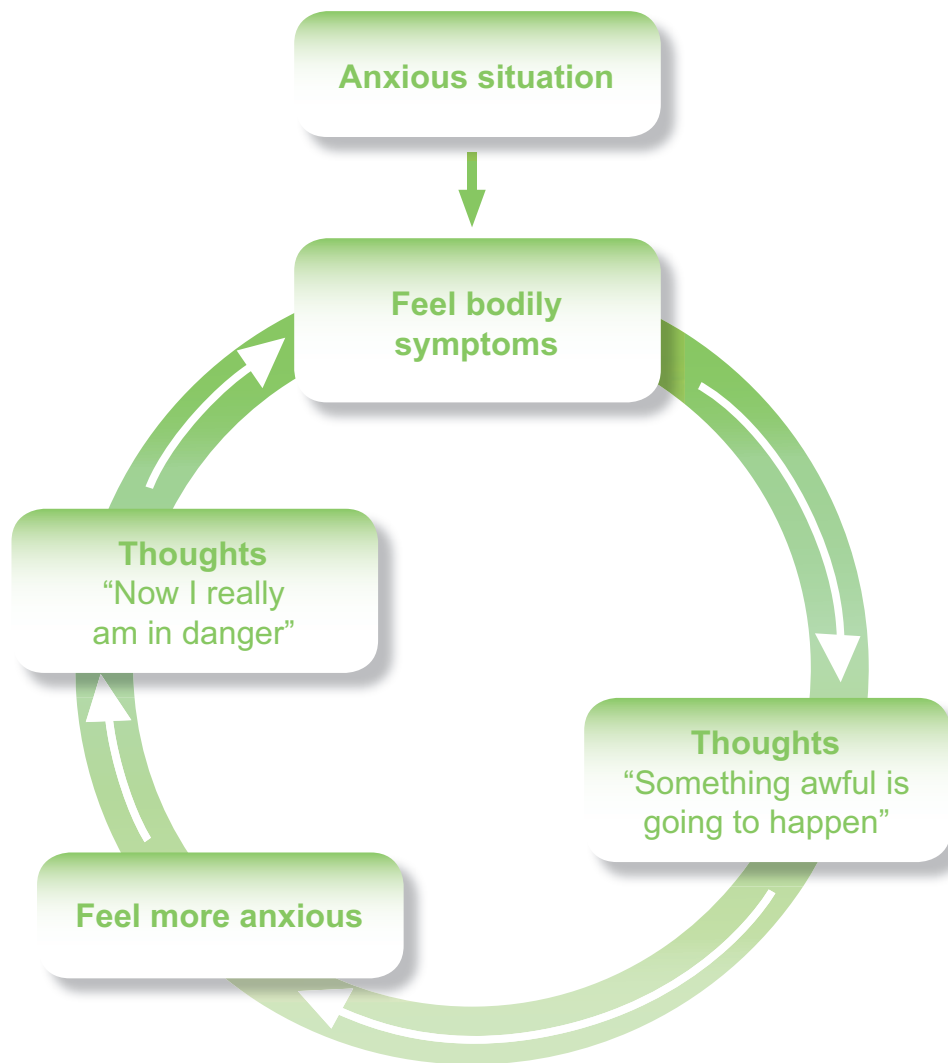 Anxious situation
Feel bodily
symptoms
Thoughts
“Something awful is
going to happen”
Feel more anxious
Thoughts
“Now I really
am in danger”